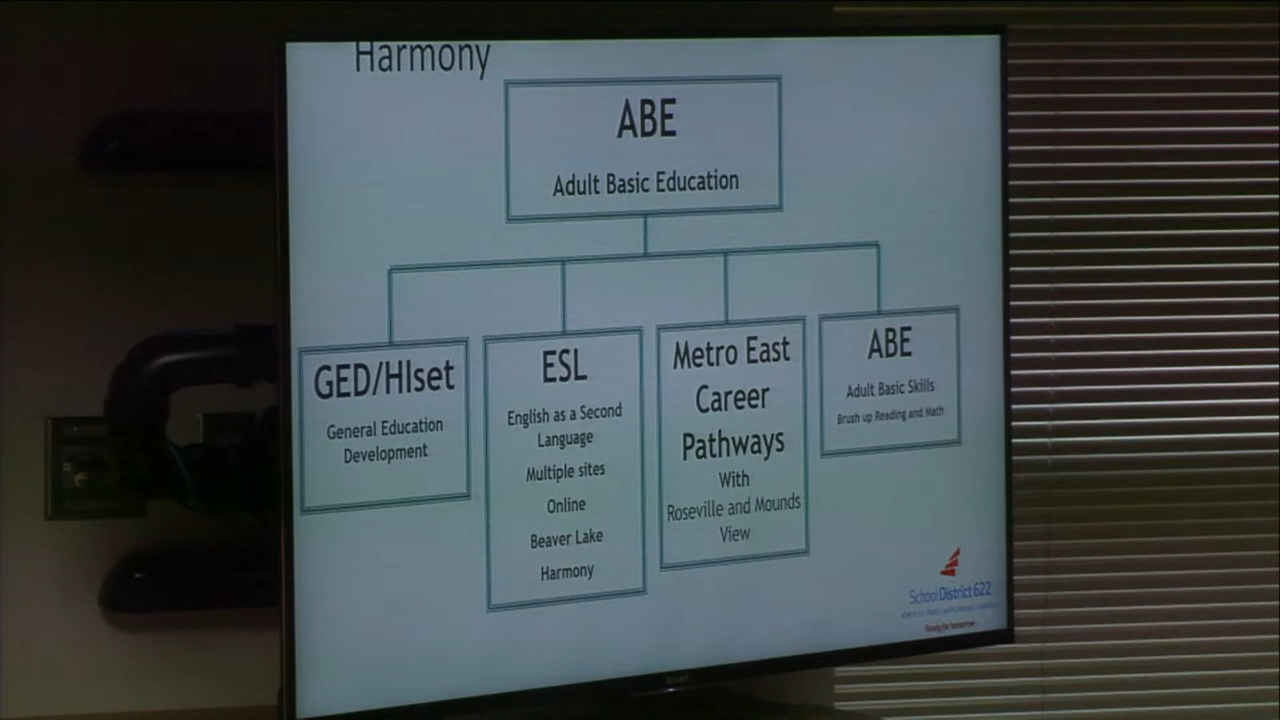 Harmony
ABE
Adult Basic Education
GED/HIset
General Education
Development
ESL
English as a Second
Language
Multiple sites
Online
Beaver Lake
Harmony
Metro East
Career
Pathways
With
Roseville and Mounds
View
ABE
Adult Basic Skills
Brush up Reading and Math
School District 622
Ready for tomorrow